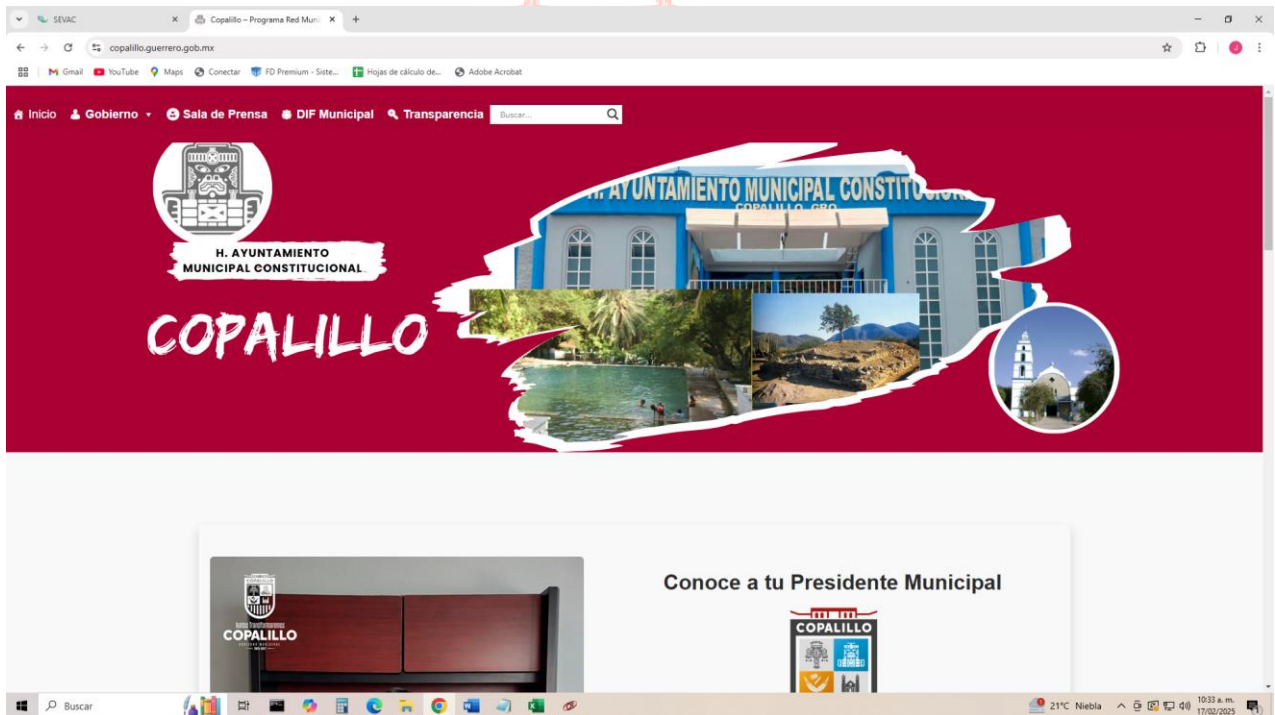 SEVAC
Copalillo – Programa Red Muni
copalillo.guerrero.gob.mx
Gmail
YouTube
Maps
Conectar
FD Premium - Siste...
Hojas de cálculo de...
Adobe Acrobat
Inicio
Gobierno
Sala de Prensa
DIF Municipal
Transparencia
Buscar...
H. AYUNTAMIENTO
MUNICIPAL CONSTITUCIONAL
COPALILLO
H. AYUNTAMIENTO MUNICIPAL CONSTITUCIONAL
COPALILLO, GRO.
COPALILLO
Conoce a tu Presidente Municipal
COPALILLO
Buscar
21°C Niebla
10:33 a. m.
17/02/2025